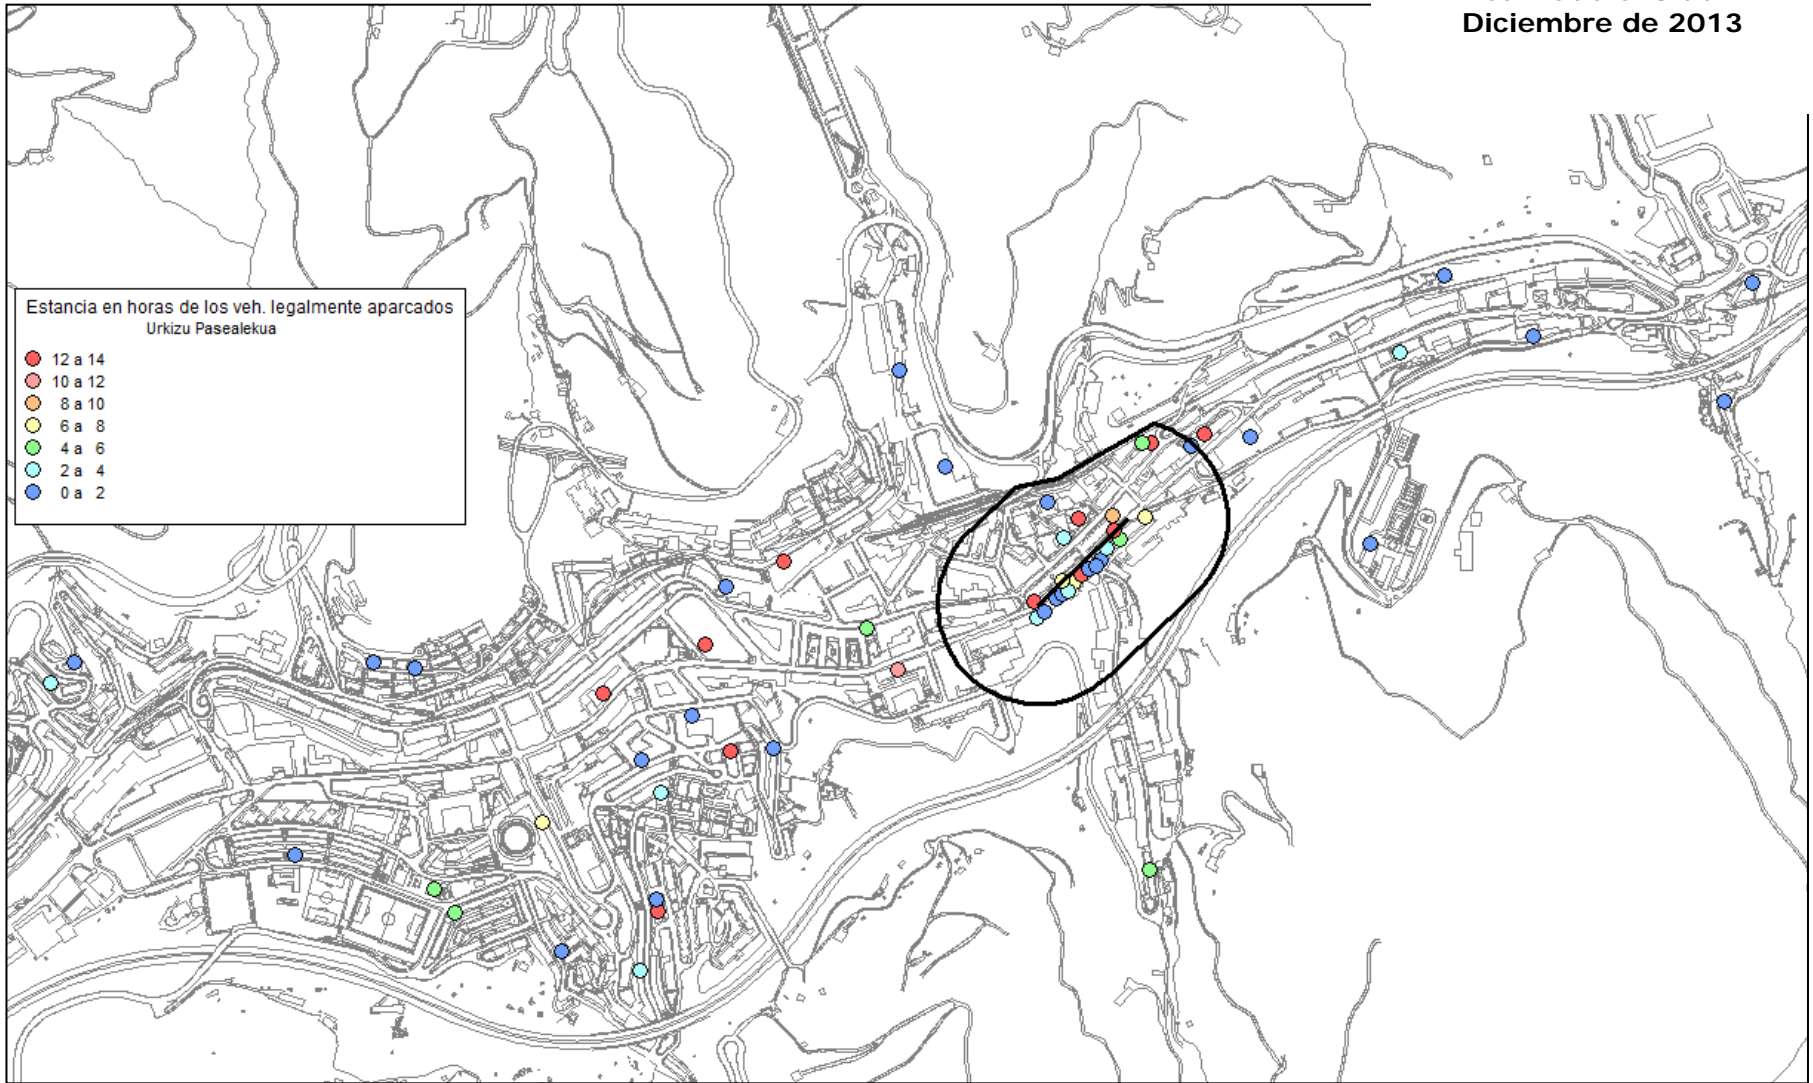 Diciembre de 2013
Estancia en horas de los veh. legalmente aparcados
Urkizu Pasealekua
12 a 14
10 a 12
8 a 10
6 a 8
4 a 6
2 a 4
0 a 2